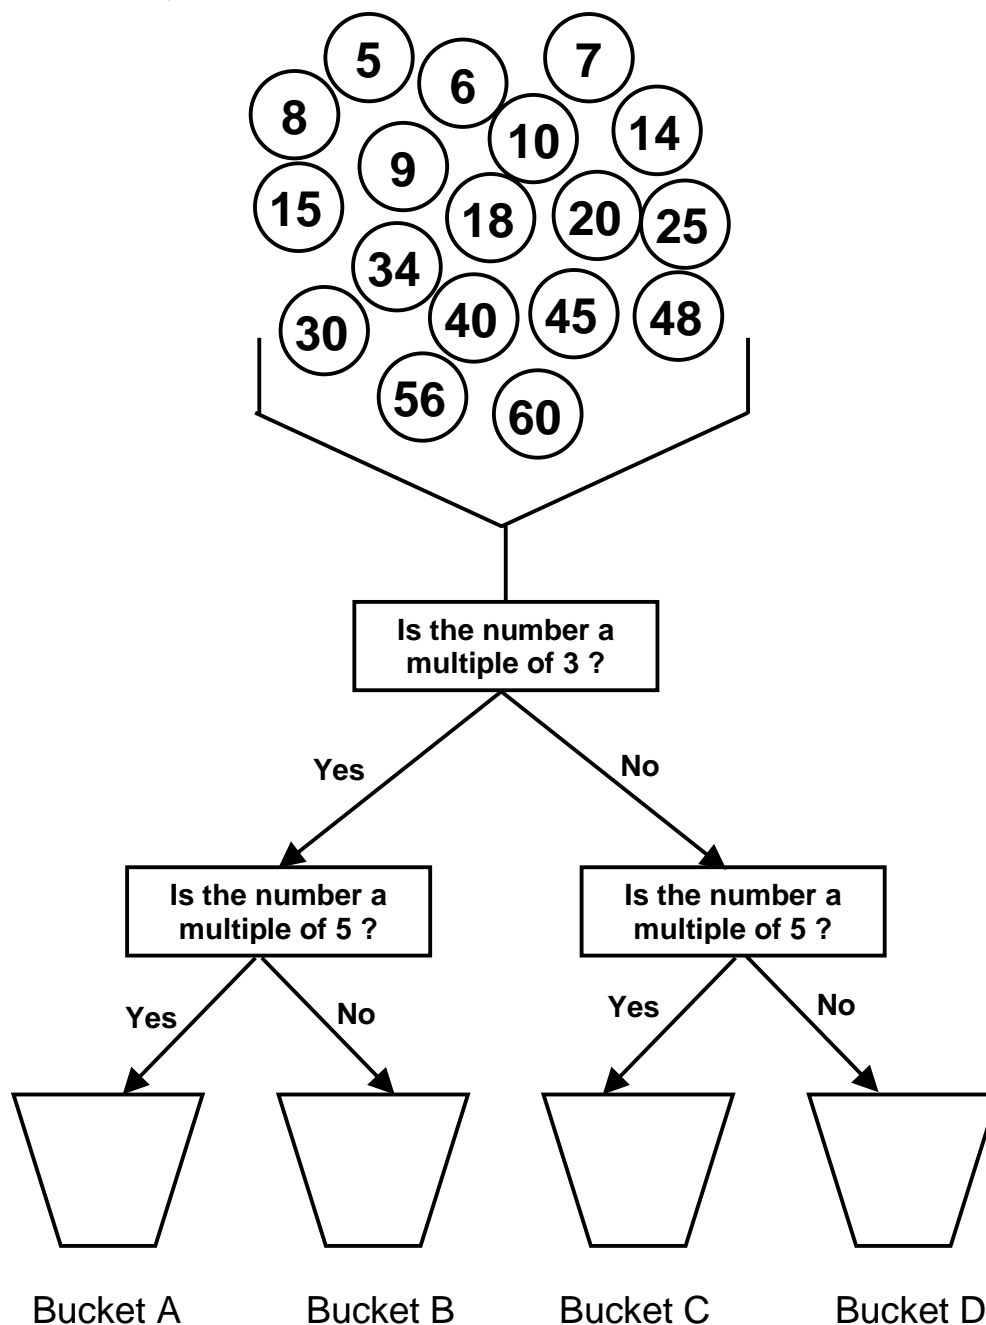 5
6
7
8
10
14
9
15
18
20
25
34
30
40
45
48
56
60
Is the number a
multiple of 3 ?
Yes
No
Is the number a
multiple of 5 ?
Is the number a
multiple of 5 ?
Yes
No
Yes
No
Bucket A
Bucket B
Bucket C
Bucket D